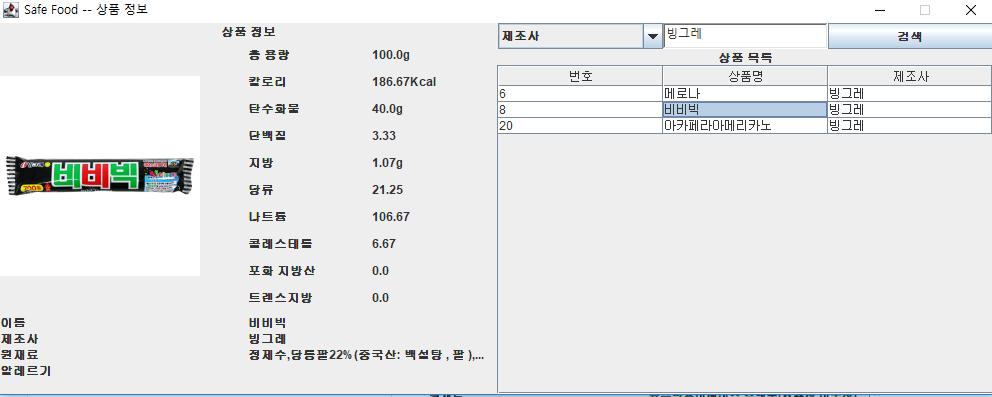 Safe Food -- 상품 정보
상품 정보
총 용량 100.0g
칼로리 186.67Kcal
탄수화물 40.0g
단백질 3.33
지방 1.07g
당류 21.25
나트륨 106.67
콜레스테롤 6.67
포화 지방산 0.0
트랜스지방 0.0
비비빅
이름 비비빅
제조사 빙그레
원재료 정제수,당통팥22%(중국산: 백설탕 , 팥 ),...
알레르기
제조사 빙그레 검색
상품 목록
번호 상품명 제조사
6 메로나 빙그레
8 비비빅 빙그레
20 아카페라아메리카노 빙그레